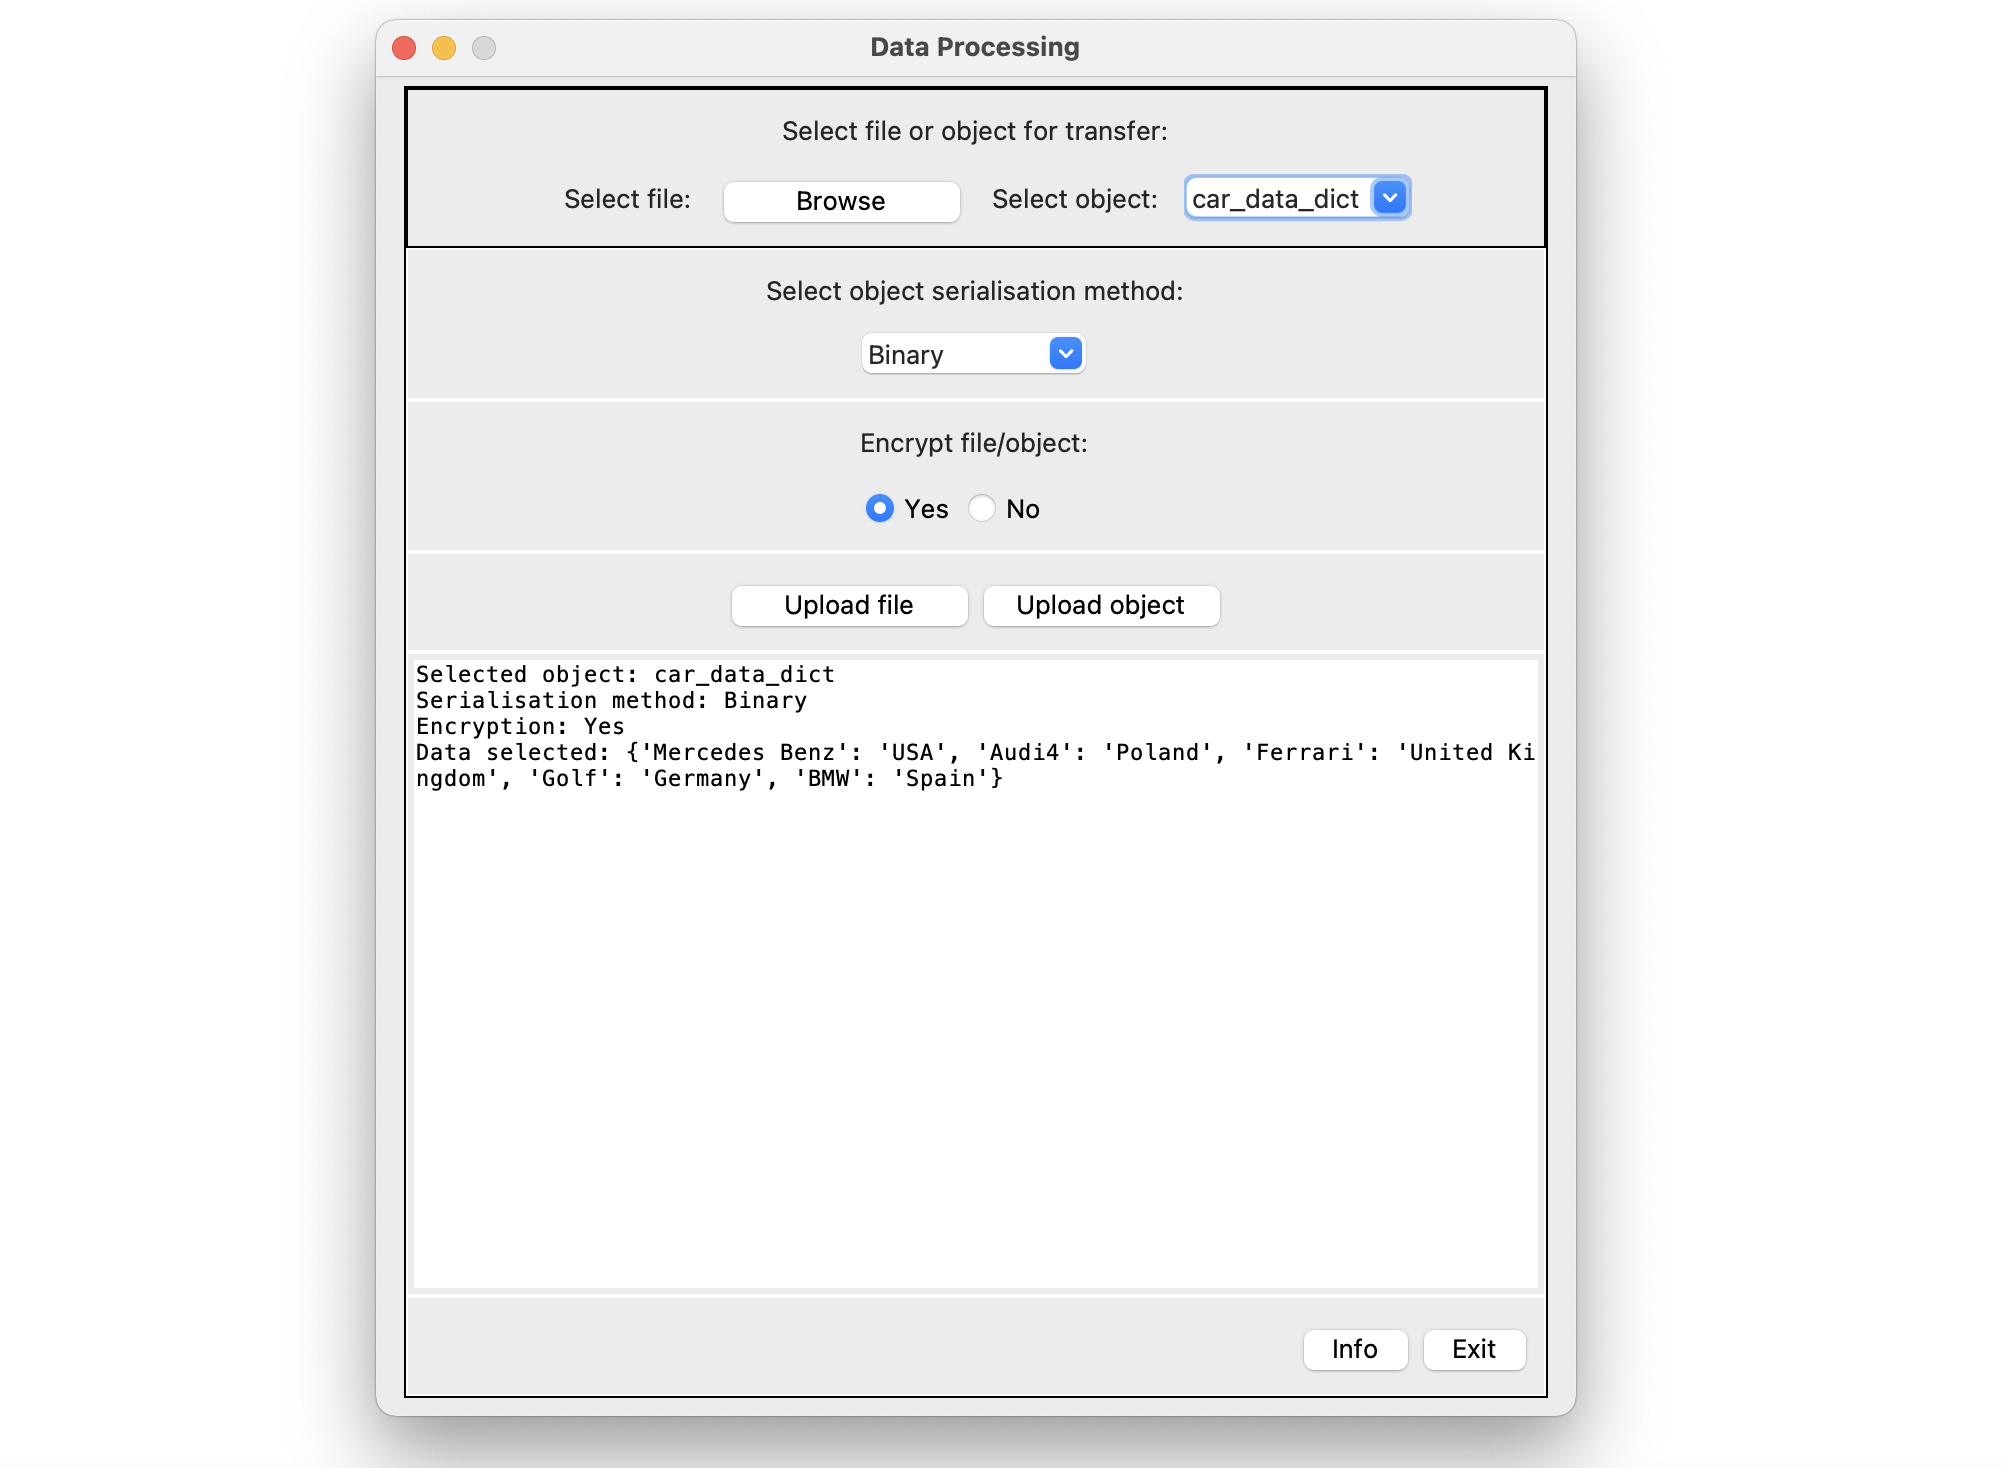 Data Processing
Select file or object for transfer:
Select file: Browse Select object: car_data_dict
Select object serialisation method:
Binary
Encrypt file/object:
Yes No
Upload file Upload object
Selected object: car_data_dict
Serialisation method: Binary
Encryption: Yes
Data selected: {'Mercedes Benz': 'USA', 'Audi4': 'Poland', 'Ferrari': 'United Ki
ngdom', 'Golf': 'Germany', 'BMW': 'Spain'}
Info Exit